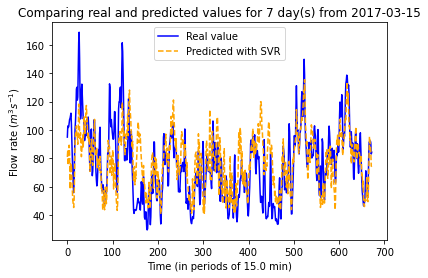 Comparing real and predicted values for 7 day(s) from 2017-03-15
Real value
Predicted with SVR
Flow rate (m³s⁻¹)
160
140
120
100
80
60
40
0 100 200 300 400 500 600 700
Time (in periods of 15.0 min)